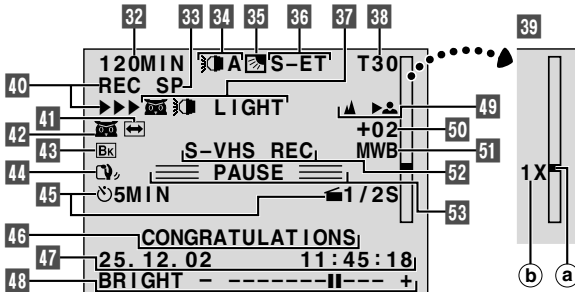 32 33 34 35 36 37 38 39
120MIN A S-ET T30
40 REC SP
LIGHT 49
41 +02 50
42 MWB 51
43 BK S-VHS REC 52
44 PAUSE 53
45 5MIN 1/2S
1X
46 CONGRATULATIONS
47 25.12.02 11:45:18
48 BRIGHT - ------II-- +
b a